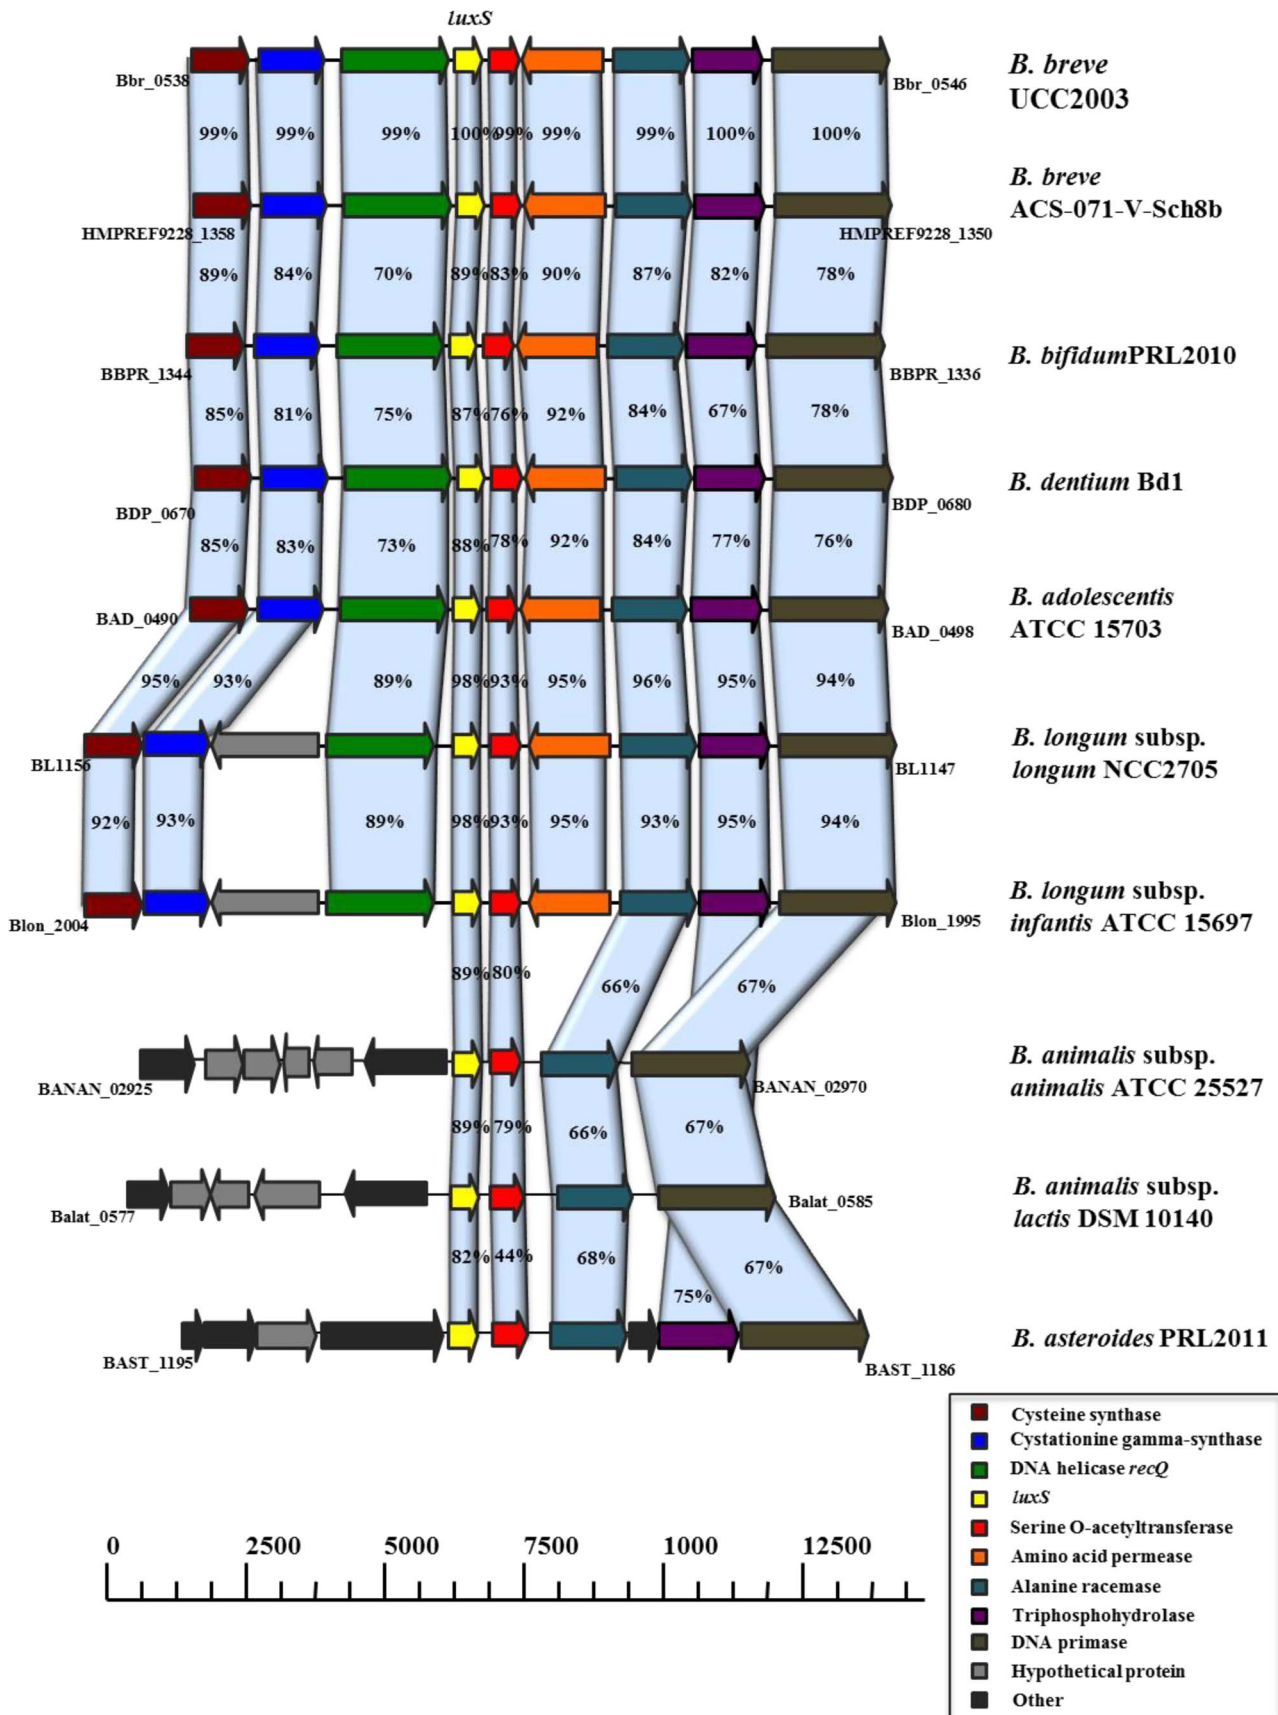 luxS
Bbr_0538
Bbr_0546
B. breve
UCC2003
99% 99% 99% 100% 99% 99% 99% 100% 100%
B. breve
ACS-071-V-Sch8b
HMPREF9228_1358
HMPREF9228_1350
89% 84% 70% 89% 83% 90% 87% 82% 78%
B. bifidumPRL2010
BBPR_1344
BBPR_1336
85% 81% 75% 87% 76% 92% 84% 67% 78%
B. dentium Bd1
BDP_0670
BDP_0680
85% 83% 73% 88% 78% 92% 84% 77% 76%
B. adolescentis
ATCC 15703
BAD_0490
BAD_0498
95% 93% 89% 98% 93% 95% 96% 95% 94%
B. longum subsp.
longum NCC2705
BL1156
BL1147
92% 93% 89% 98% 93% 95% 93% 95% 94%
B. longum subsp.
infantis ATCC 15697
Blon_2004
Blon_1995
89% 80% 66% 67%
B. animalis subsp.
animalis ATCC 25527
BANAN_02925
BANAN_02970
89% 79% 66% 67%
B. animalis subsp.
lactis DSM 10140
Balat_0577
Balat_0585
82% 44% 68% 75% 67%
B. asteroides PRL2011
BAST_1195
BAST_1186
Cysteine synthase
Cystationine gamma-synthase
DNA helicase recQ
luxS
Serine O-acetyltransferase
Amino acid permease
Alanine racemase
Triphosphohydrolase
DNA primase
Hypothetical protein
Other
0 2500 5000 7500 1000 12500